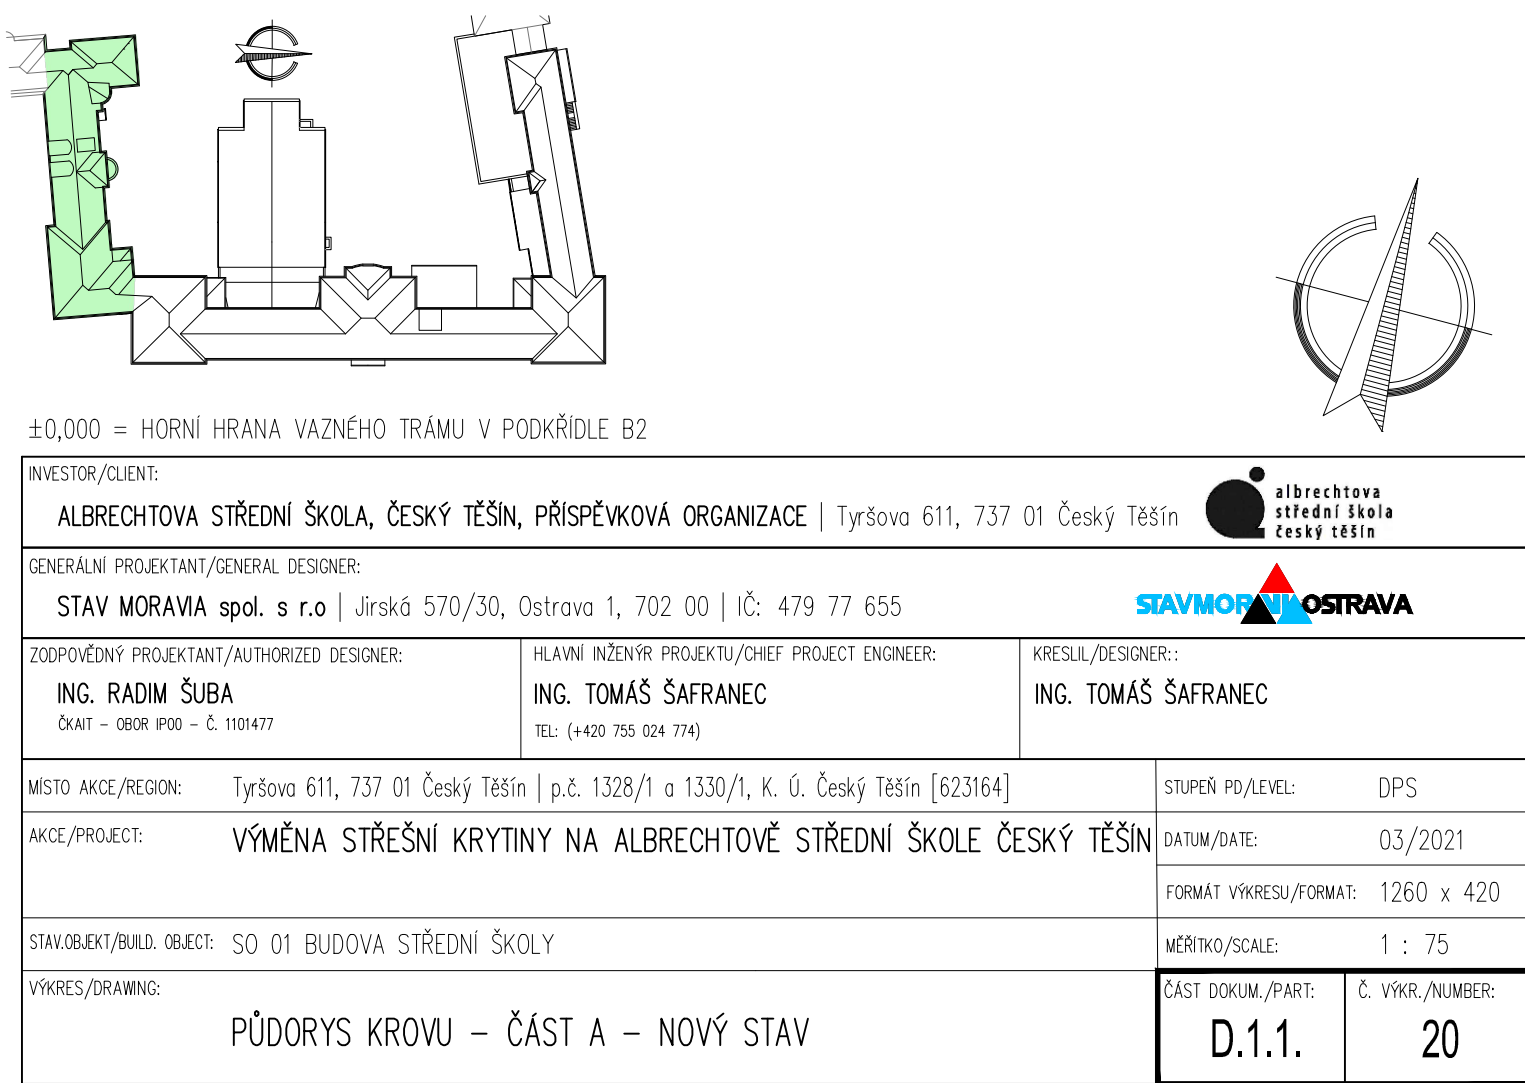 ±0,000 = HORNÍ HRANA VAZNÉHO TRÁMU V PODKŘÍDLE B2
INVESTOR/CLIENT:
ALBRECHTOVA STŘEDNÍ ŠKOLA, ČESKÝ TĚŠÍN, PŘÍSPĚVKOVÁ ORGANIZACE | Tyršova 611, 737 01 Český Těšín
albrechtova
střední škola
český těšín
GENERÁLNÍ PROJEKTANT/GENERAL DESIGNER:
STAV MORAVIA spol. s r.o | Jirská 570/30, Ostrava 1, 702 00 | IČ: 479 77 655
STAVMORAVIA OSTRAVA
ZODPOVĚDNÝ PROJEKTANT/AUTHORIZED DESIGNER:
ING. RADIM ŠUBA
ČKAIT – OBOR IP00 – Č. 1101477
HLAVNÍ INŽENÝR PROJEKTU/CHIEF PROJECT ENGINEER:
ING. TOMÁŠ ŠAFRANEC
TEL: (+420 755 024 774)
KRESLIL/DESIGNER::
ING. TOMÁŠ ŠAFRANEC
MÍSTO AKCE/REGION: Tyršova 611, 737 01 Český Těšín | p.č. 1328/1 a 1330/1, K. Ú. Český Těšín [623164]
STUPEŇ PD/LEVEL: DPS
AKCE/PROJECT: VÝMĚNA STŘEŠNÍ KRYTINY NA ALBRECHTOVĚ STŘEDNÍ ŠKOLE ČESKÝ TĚŠÍN
DATUM/DATE: 03/2021
FORMÁT VÝKRESU/FORMAT: 1260 x 420
STAV.OBJEKT/BUILD. OBJECT: SO 01 BUDOVA STŘEDNÍ ŠKOLY
MĚŘÍTKO/SCALE: 1 : 75
VÝKRES/DRAWING:
PŮDORYS KROVU – ČÁST A – NOVÝ STAV
ČÁST DOKUM./PART:
D.1.1.
Č. VÝKR./NUMBER:
20